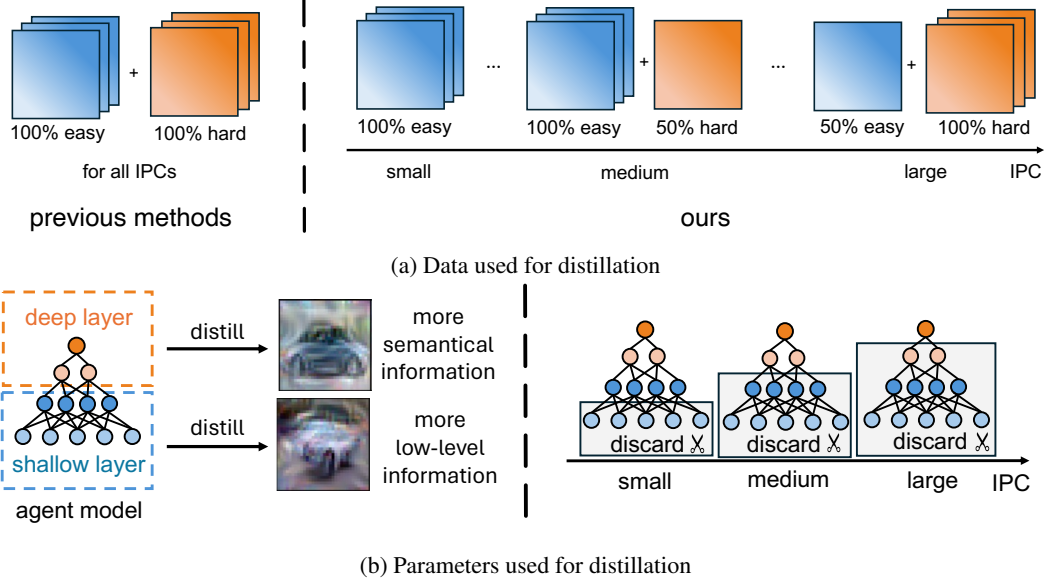 100% easy
+
100% hard
for all IPCs
previous methods
100% easy
...
100% easy
+
50% hard
...
50% easy
+
100% hard
small
medium
large
IPC
ours
(a) Data used for distillation
deep layer
shallow layer
agent model
distill
more
semantical
information
distill
more
low-level
information
discard
discard
discard
small
medium
large
IPC
(b) Parameters used for distillation